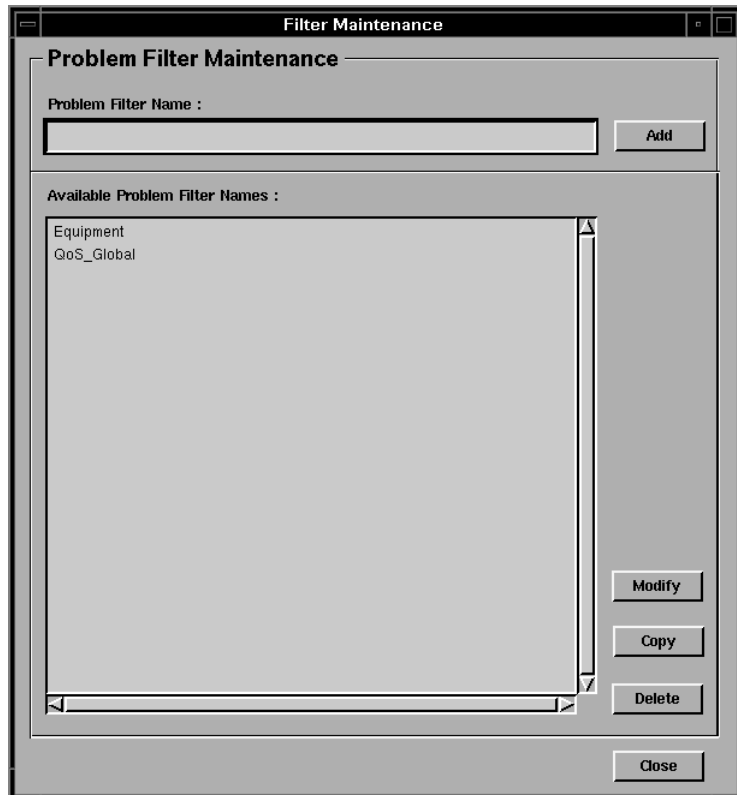 Filter Maintenance
Problem Filter Maintenance
Problem Filter Name :
Add
Available Problem Filter Names :
Equipment
QoS_Global
Modify
Copy
Delete
Close